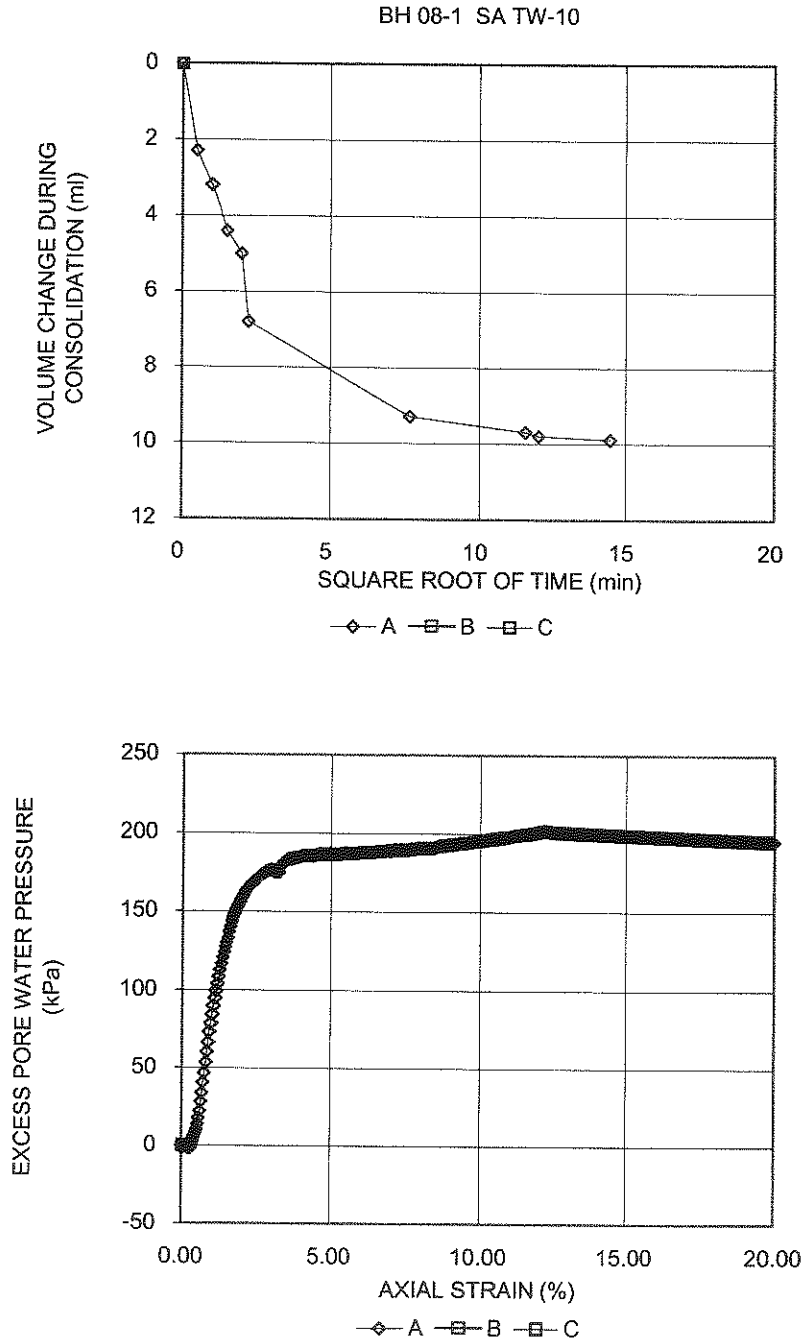 BH 08-1 SA TW-10
VOLUME CHANGE DURING
CONSOLIDATION (ml)
0
2
4
6
8
10
12
0 5 10 15 20
SQUARE ROOT OF TIME (min)
A B C
EXCESS PORE WATER PRESSURE
(kPa)
250
200
150
100
50
0
-50
0.00 5.00 10.00 15.00 20.00
AXIAL STRAIN (%)
A B C